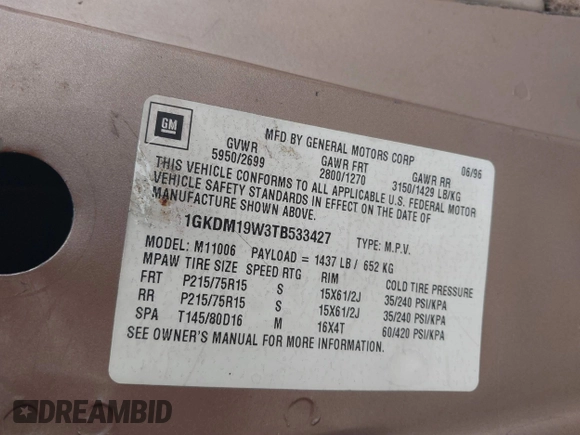 GM
MFD BY GENERAL MOTORS CORP 06/96
GVWR GAWR FRT GAWR RR
5950/2699 2800/1270 3150/1429 LB/KG
THIS VEHICLE CONFORMS TO ALL APPLICABLE U.S. FEDERAL MOTOR
VEHICLE SAFETY STANDARDS IN EFFECT ON THE DATE OF
MANUFACTURE SHOWN ABOVE.
1GKDM19W3TB533427 TYPE: M.P.V.
MODEL: M11006 PAYLOAD = 1437 LB/ 652 KG
MPAW TIRE SIZE SPEED RTG RIM COLD TIRE PRESSURE
FRT P215/75R15 S 15X61/2J 35/240 PSI/KPA
RR P215/75R15 S 15X61/2J 35/240 PSI/KPA
SPA T145/80D16 M 16X4T 60/420 PSI/KPA
SEE OWNER'S MANUAL FOR MORE INFORMATION.
DREAMBID